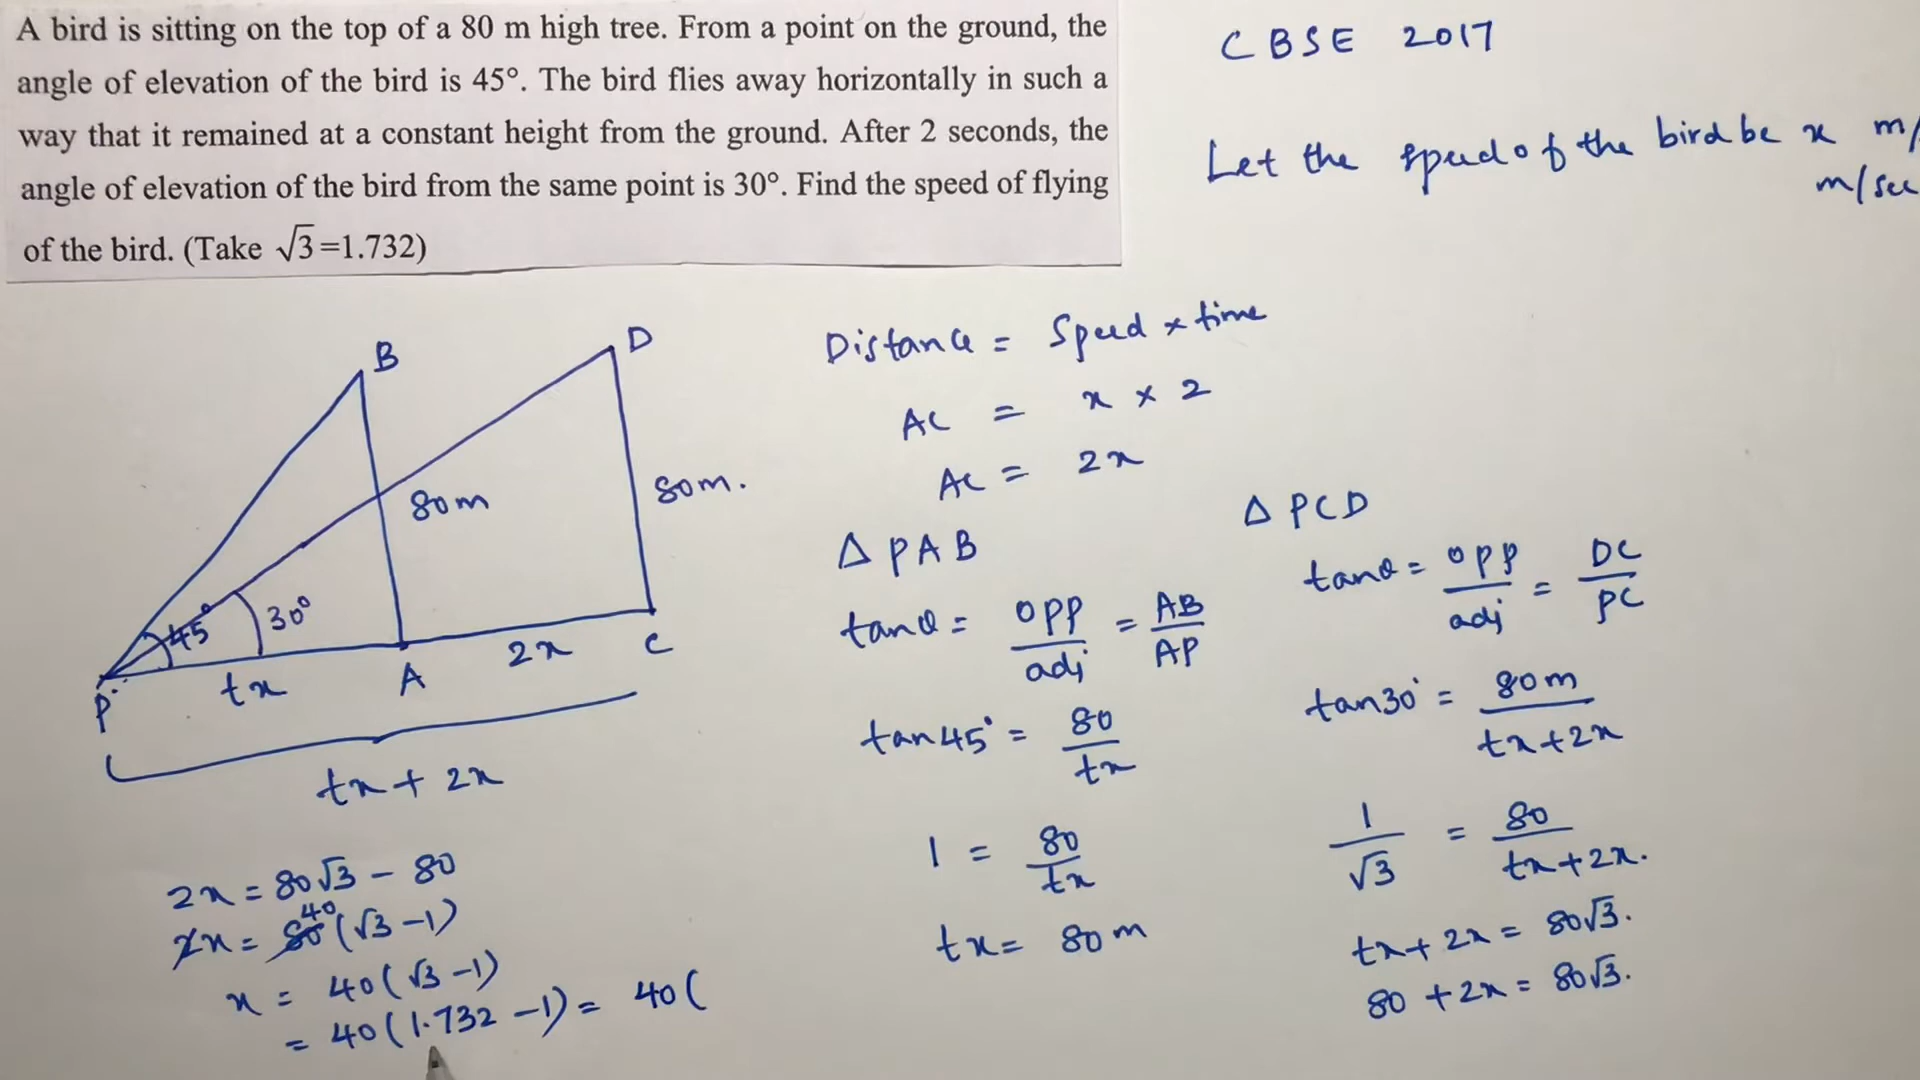 A bird is sitting on the top of a 80 m high tree. From a point on the ground, the
angle of elevation of the bird is 45°. The bird flies away horizontally in such a
way that it remained at a constant height from the ground. After 2 seconds, the
angle of elevation of the bird from the same point is 30°. Find the speed of flying
of the bird. (Take √3=1.732)
CBSE 2017
Let the speed of the bird be x m/
m/sec
B
D
80m
80m.
45°
30°
P
tx
A
2x
C
tx + 2x
2x = 80√3 - 80
2x = 80 40 (√3 -1)
x = 40(√3 -1)
= 40(1.732 -1) = 40(
Distance = Speed × time
AC = x × 2
AC = 2x
Δ PAB
tanθ = opp/adj = AB/AP
tan45° = 80/tx
1 = 80/tx
tx = 80m
Δ PCD
tanθ = opp/adj = DC/PC
tan30° = 80m/tx+2x
1/√3 = 80/tx+2x.
tx+2x = 80√3.
80 +2x = 80√3.